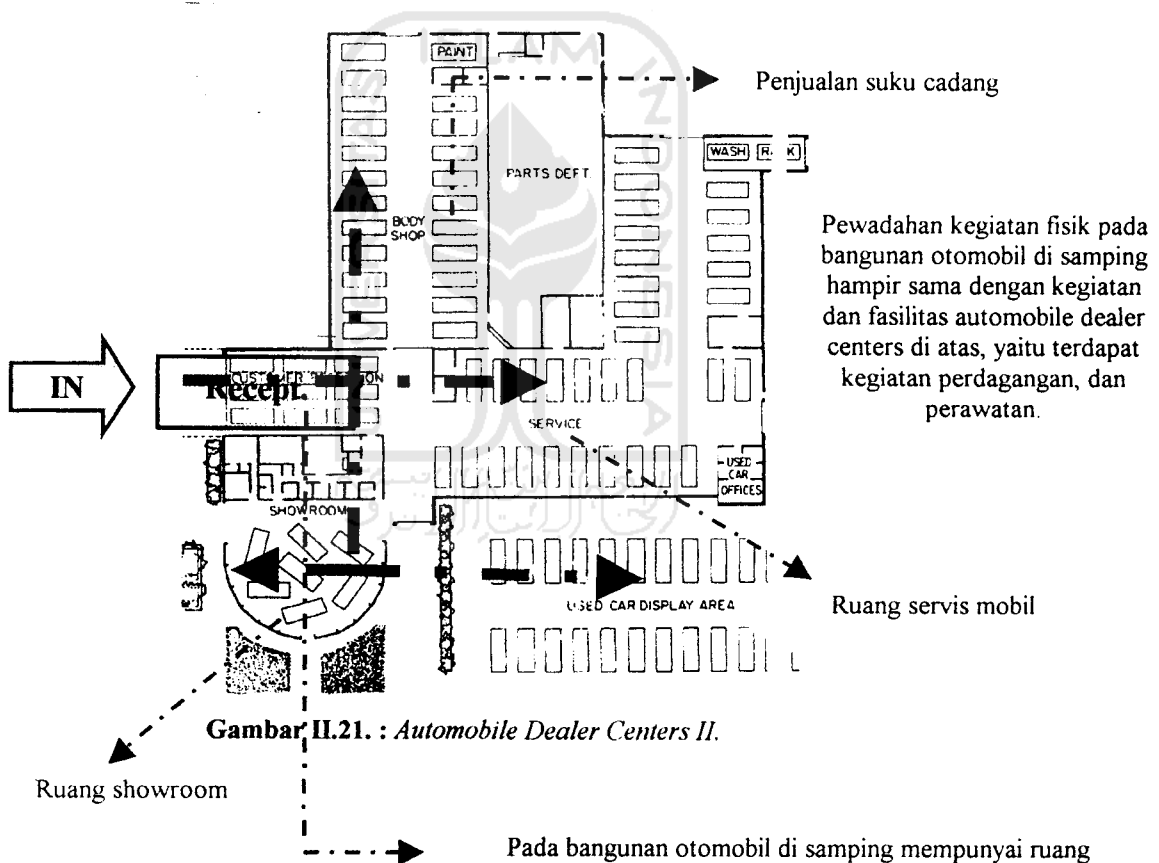 ISLAM
INDONESIA
PAINT
Penjualan suku cadang
WASH
PARTS DEPT.
BODY
SHOP
Pewadahan kegiatan fisik pada
bangunan otomobil di samping
hampir sama dengan kegiatan
dan fasilitas automobile dealer
centers di atas, yaitu terdapat
kegiatan perdagangan, dan
perawatan.
IN
Recept.
SERVICE
USED
CAR
OFFICES
SHOWROOM
USED CAR DISPLAY AREA
Ruang servis mobil
Gambar II.21. : Automobile Dealer Centers II.
Ruang showroom
Pada bangunan otomobil di samping mempunyai ruang